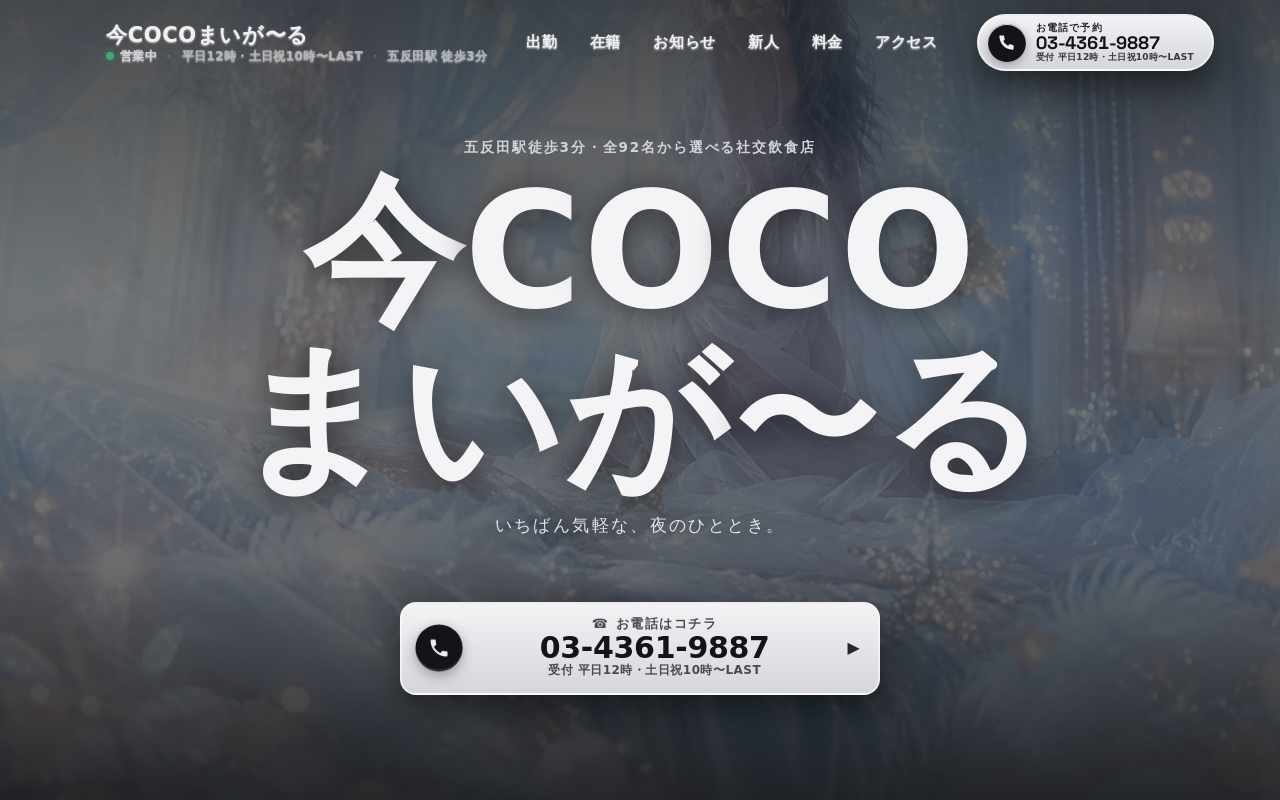 今COCOまいが〜る
営業中 · 平日12時・土日祝10時〜LAST · 五反田駅 徒歩3分
出勤 在籍 お知らせ 新人 料金 アクセス
お電話で予約
03-4361-9887
受付 平日12時・土日祝10時〜LAST
五反田駅徒歩3分・全92名から選べる社交飲食店
今COCO
まいが〜る
いちばん気軽な、夜のひととき。
☎ お電話はコチラ
03-4361-9887
受付 平日12時・土日祝10時〜LAST